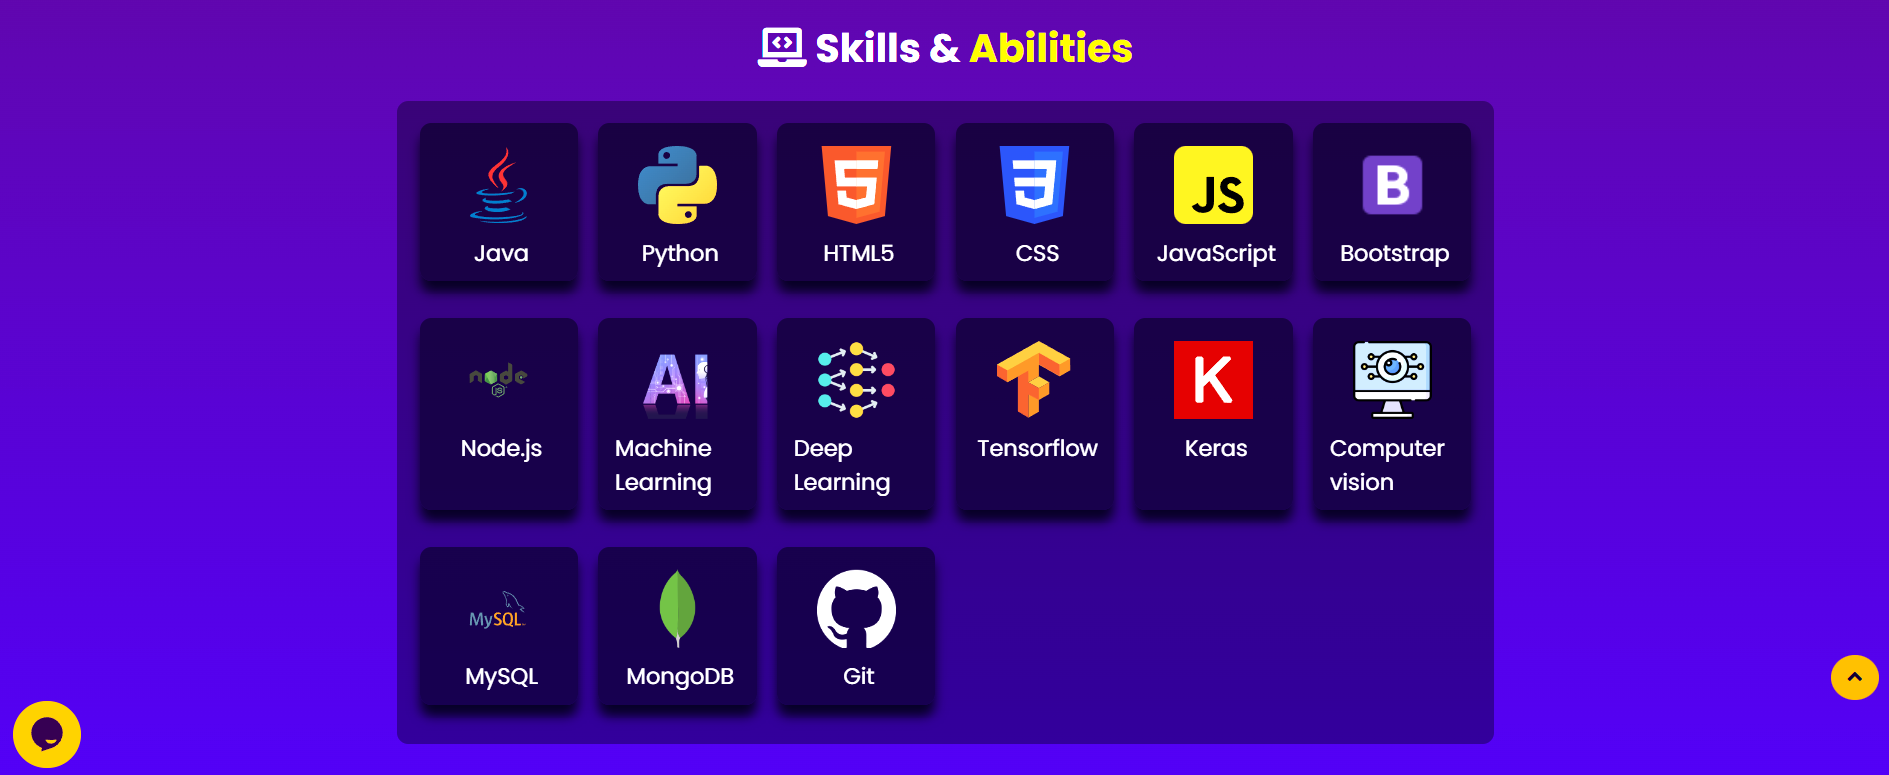 Skills & Abilities
JS
B
Java
Python
HTML5
CSS
JavaScript
Bootstrap
node
JS
AI
K
Node.js
Machine
Learning
Deep
Learning
Tensorflow
Keras
Computer
vision
MySQL
MySQL
MongoDB
Git